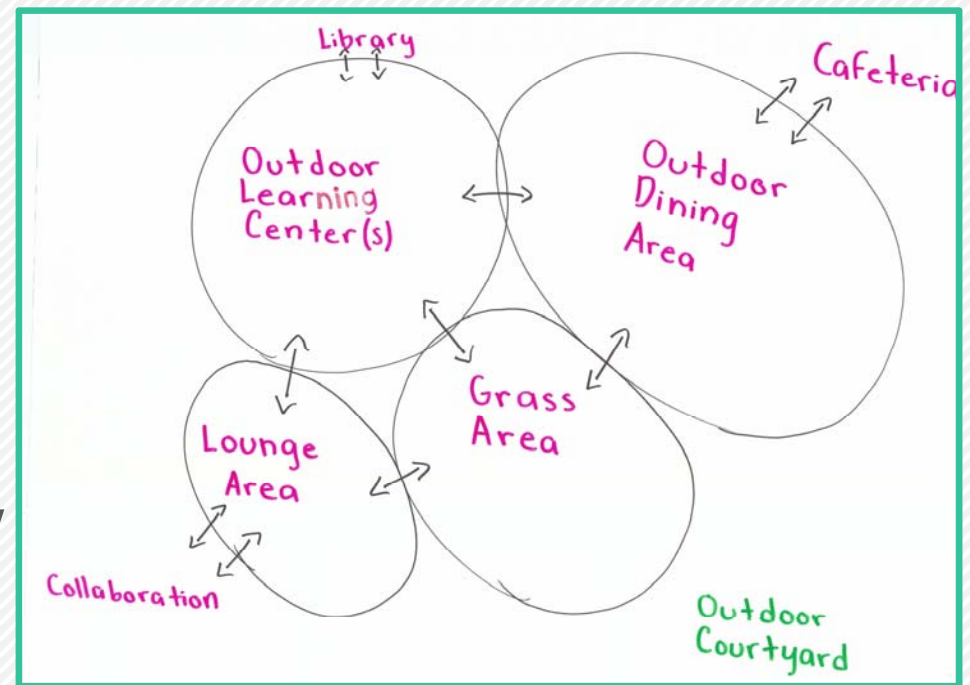 Library
Cafeteria
Outdoor
Learning
Center(s)
Outdoor
Dining
Area
Grass
Area
Lounge
Area
Collaboration
Outdoor
Courtyard